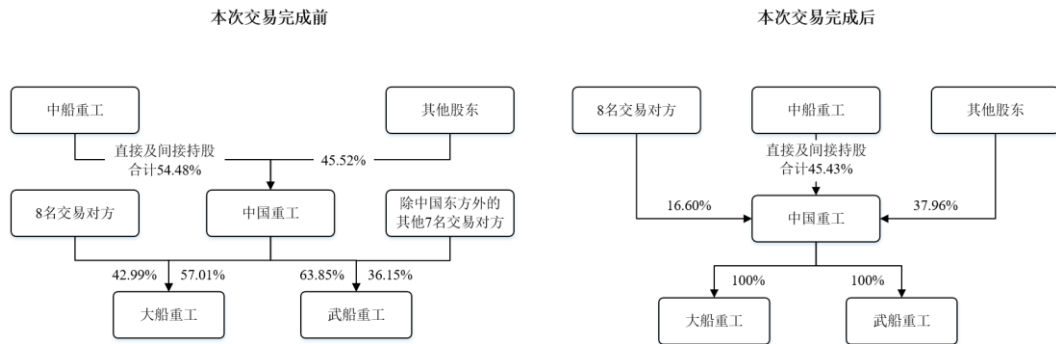 本次交易完成前
中船重工
其他股东
直接及间接持股
合计54.48%
45.52%
8名交易对方
中国重工
除中国东方外的
其他7名交易对方
42.99%
57.01%
63.85%
36.15%
大船重工
武船重工
本次交易完成后
8名交易对方
中船重工
其他股东
直接及间接持股
合计45.43%
16.60%
中国重工
37.96%
100%
100%
大船重工
武船重工